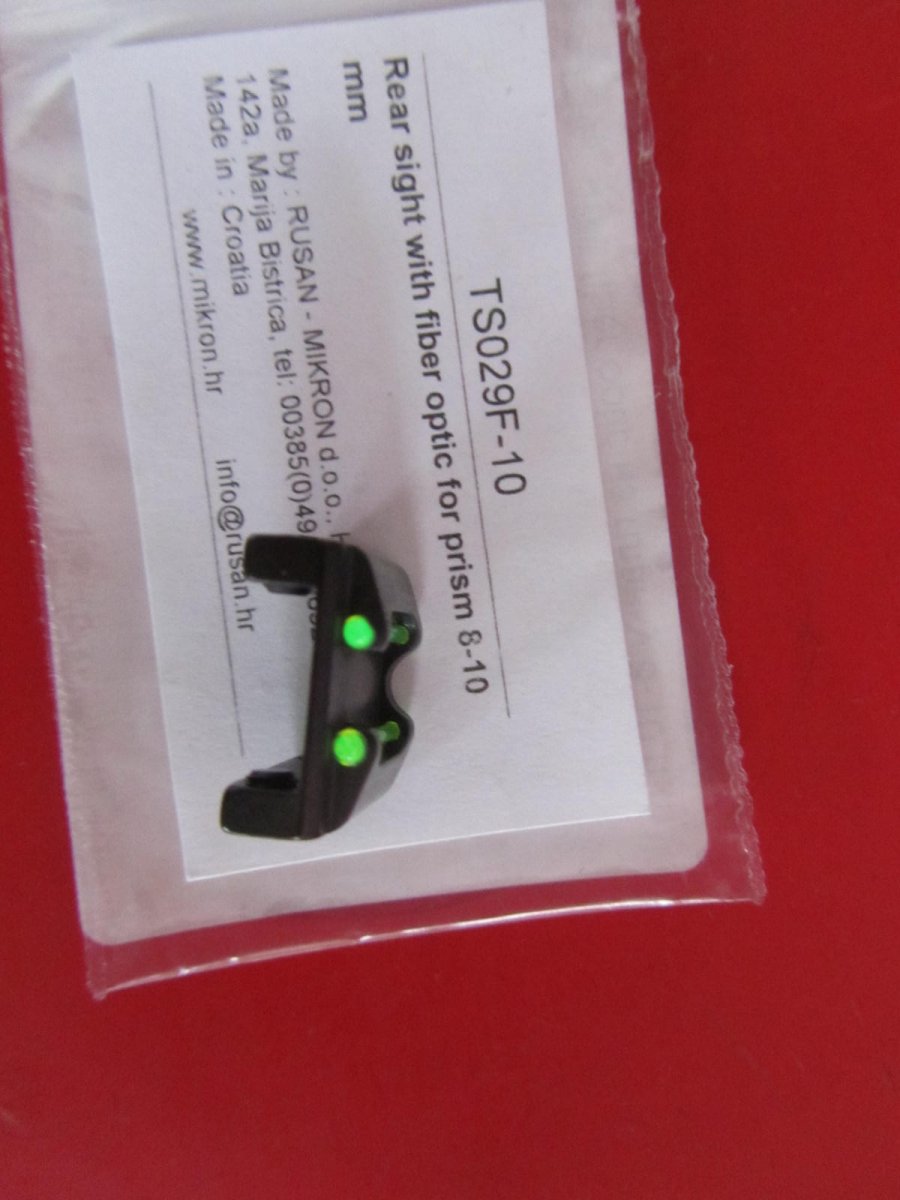 TS029F-10
Rear sight with fiber optic for prism 8-10
mm
Made by : RUSAN - MIKRON d.o.o.,
142a, Marija Bistrica, tel: 00385(0)49
Made in : Croatia
www.mikron.hr info@rusan.hr